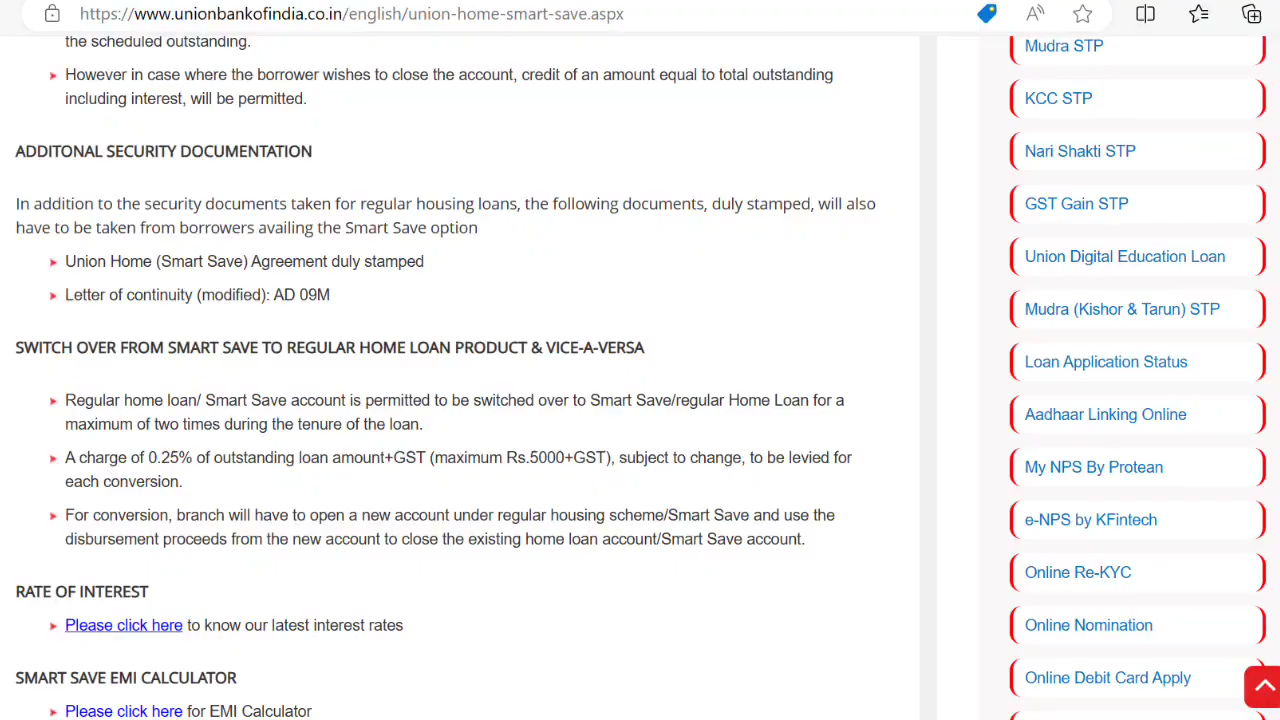 https://www.unionbankofindia.co.in/english/union-home-smart-save.aspx
the scheduled outstanding.
However in case where the borrower wishes to close the account, credit of an amount equal to total outstanding
including interest, will be permitted.
ADDITONAL SECURITY DOCUMENTATION
In addition to the security documents taken for regular housing loans, the following documents, duly stamped, will also
have to be taken from borrowers availing the Smart Save option
Union Home (Smart Save) Agreement duly stamped
Letter of continuity (modified): AD 09M
SWITCH OVER FROM SMART SAVE TO REGULAR HOME LOAN PRODUCT & VICE-A-VERSA
Regular home loan/ Smart Save account is permitted to be switched over to Smart Save/regular Home Loan for a
maximum of two times during the tenure of the loan.
A charge of 0.25% of outstanding loan amount+GST (maximum Rs.5000+GST), subject to change, to be levied for
each conversion.
For conversion, branch will have to open a new account under regular housing scheme/Smart Save and use the
disbursement proceeds from the new account to close the existing home loan account/Smart Save account.
RATE OF INTEREST
Please click here to know our latest interest rates
SMART SAVE EMI CALCULATOR
Please click here for EMI Calculator
Mudra STP
KCC STP
Nari Shakti STP
GST Gain STP
Union Digital Education Loan
Mudra (Kishor & Tarun) STP
Loan Application Status
Aadhaar Linking Online
My NPS By Protean
e-NPS by KFintech
Online Re-KYC
Online Nomination
Online Debit Card Apply